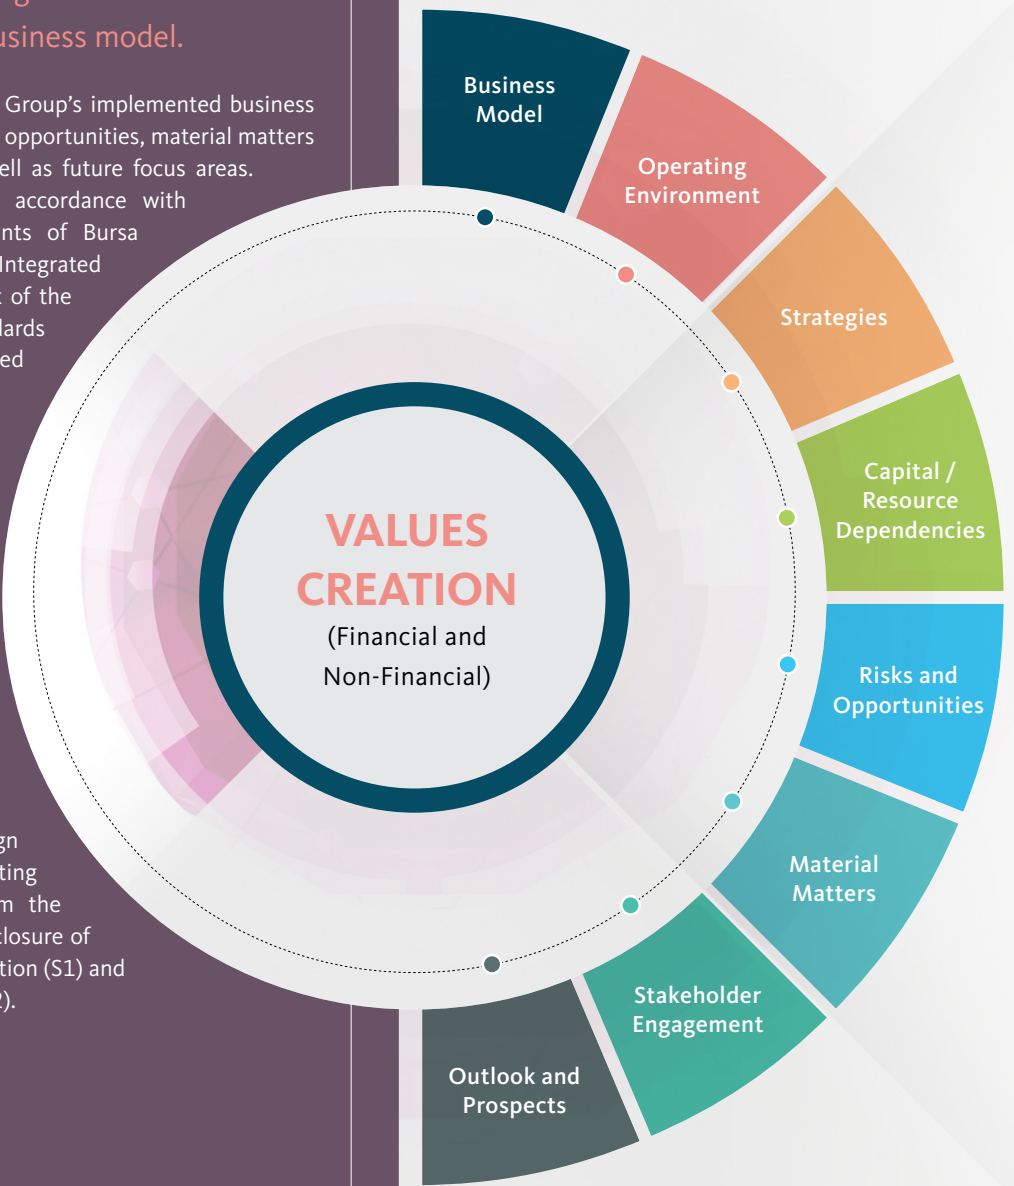 usiness model.
Group's implemented business
opportunities, material matters
ell as future focus areas.
accordance with
nts of Bursa
Integrated
of the
dards
ed
gn
ting
m the
closure of
tion (S1) and
2).
Business
Model
Operating
Environment
Strategies
Capital /
Resource
Dependencies
Risks and
Opportunities
Material
Matters
Stakeholder
Engagement
Outlook and
Prospects
VALUES
CREATION
(Financial and
Non-Financial)